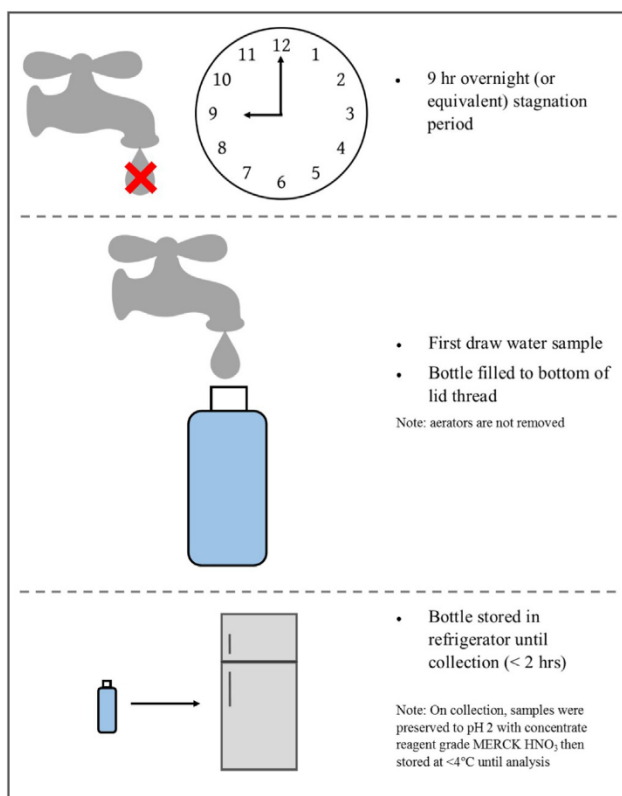 12
1
2
3
4
5
6
7
8
9
10
11
• 9 hr overnight (or
equivalent) stagnation
period
• First draw water sample
• Bottle filled to bottom of
lid thread
Note: aerators are not removed
• Bottle stored in
refrigerator until
collection (< 2 hrs)
Note: On collection, samples were
preserved to pH 2 with concentrate
reagent grade MERCK HNO₃ then
stored at <4°C until analysis